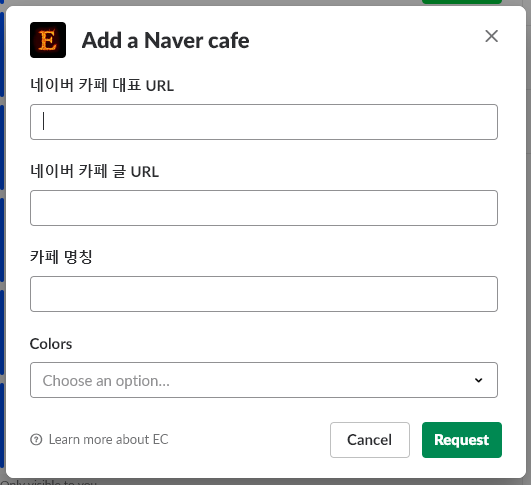 E
Add a Naver cafe
네이버 카페 대표 URL
네이버 카페 글 URL
카페 명칭
Colors
Choose an option...
Learn more about EC
Cancel
Request
Only visible to you